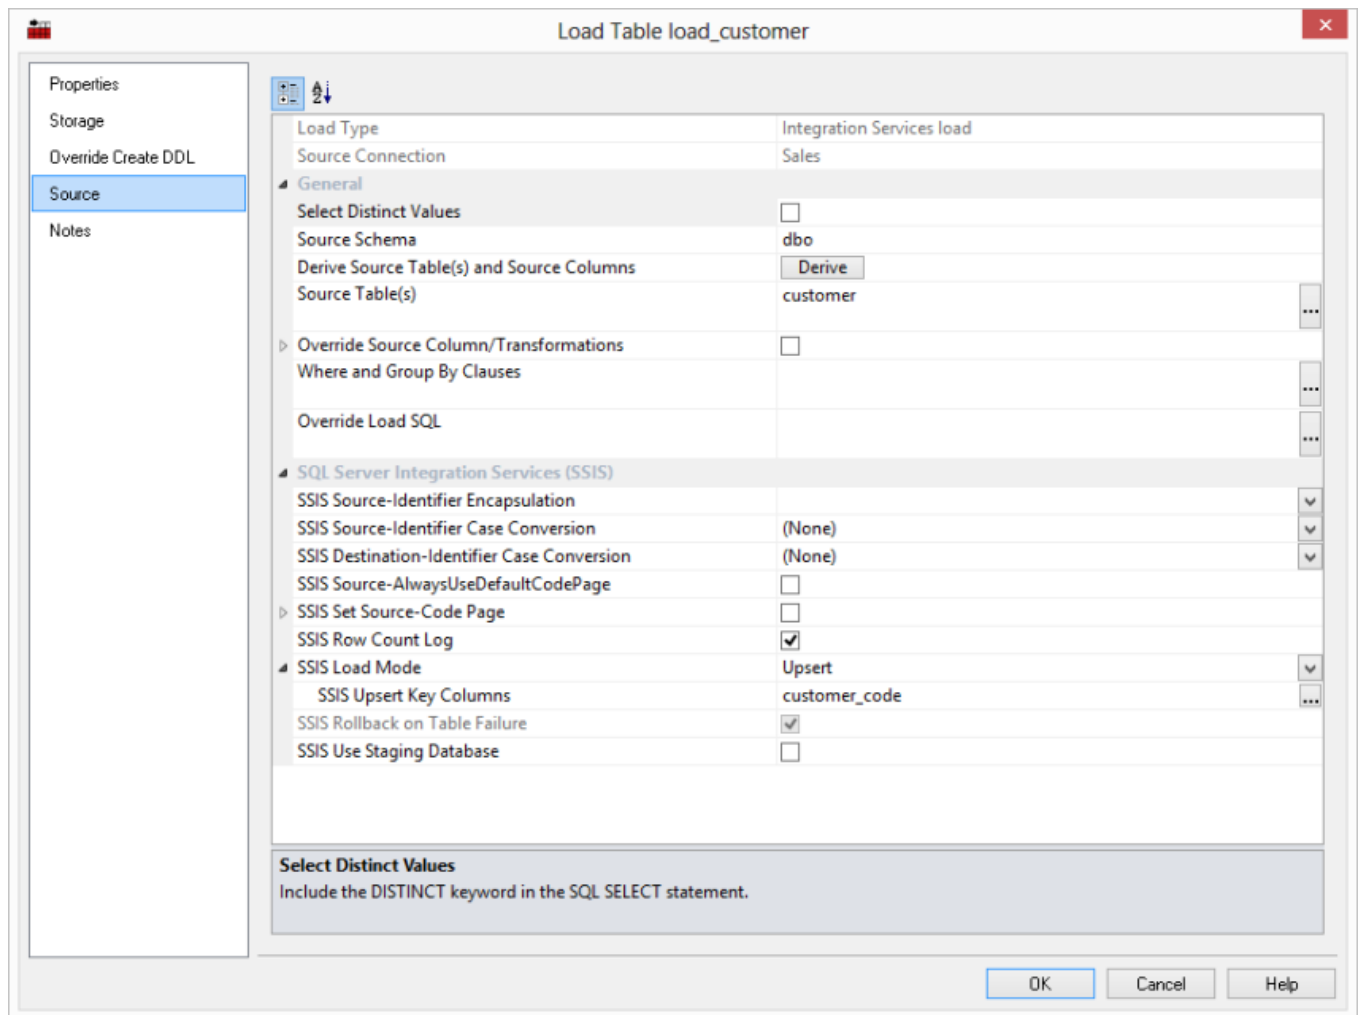 Load Table load_customer
Properties
Storage
Override Create DDL
Source
Notes
Load Type Integration Services load
Source Connection Sales
General
Select Distinct Values
Source Schema dbo
Derive Source Table(s) and Source Columns Derive
Source Table(s) customer
...
Override Source Column/Transformations
Where and Group By Clauses
...
Override Load SQL
...
SQL Server Integration Services (SSIS)
SSIS Source-Identifier Encapsulation
SSIS Source-Identifier Case Conversion (None)
SSIS Destination-Identifier Case Conversion (None)
SSIS Source-AlwaysUseDefaultCodePage
SSIS Set Source-Code Page
SSIS Row Count Log
SSIS Load Mode Upsert
SSIS Upsert Key Columns customer_code ...
SSIS Rollback on Table Failure
SSIS Use Staging Database
Select Distinct Values
Include the DISTINCT keyword in the SQL SELECT statement.
OK Cancel Help